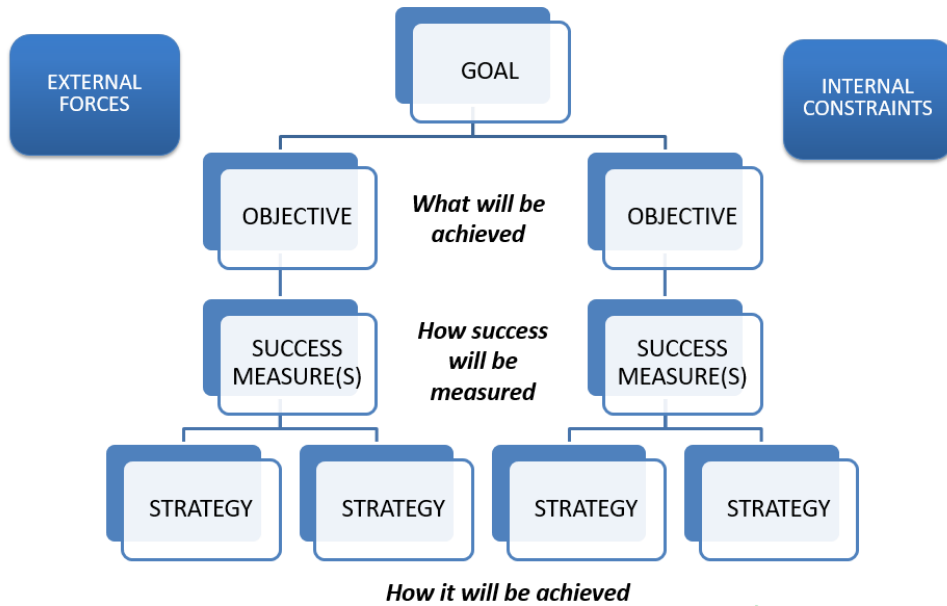 GOAL
EXTERNAL
FORCES
INTERNAL
CONSTRAINTS
OBJECTIVE
What will be
achieved
OBJECTIVE
SUCCESS
MEASURE(S)
How success
will be
measured
SUCCESS
MEASURE(S)
STRATEGY
STRATEGY
STRATEGY
STRATEGY
How it will be achieved